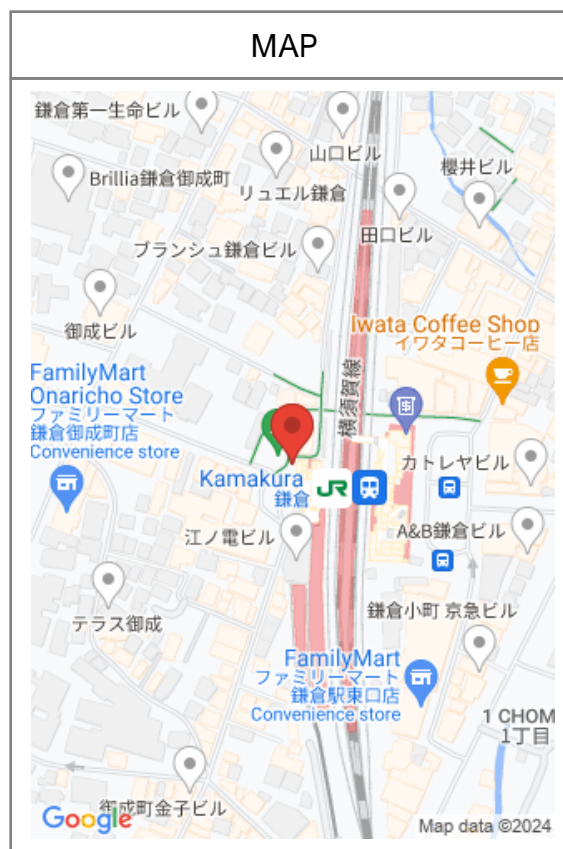 MAP
鎌倉第一生命ビル
山口ビル
櫻井ビル
Brillia鎌倉御成町
リュエル鎌倉
田口ビル
ブランシュ鎌倉ビル
御成ビル
Iwata Coffee Shop
イワタコーヒー店
FamilyMart
Onaricho Store
ファミリーマート
鎌倉御成町店
Convenience store
横須賀線
カトレヤビル
Kamakura
鎌倉
JR
江ノ電ビル
A&B鎌倉ビル
テラス御成
鎌倉小町 京急ビル
FamilyMart
ファミリーマート
鎌倉駅東口店
Convenience store
1 CHOM
1丁目
御成町金子ビル
Google
Map data ©2024